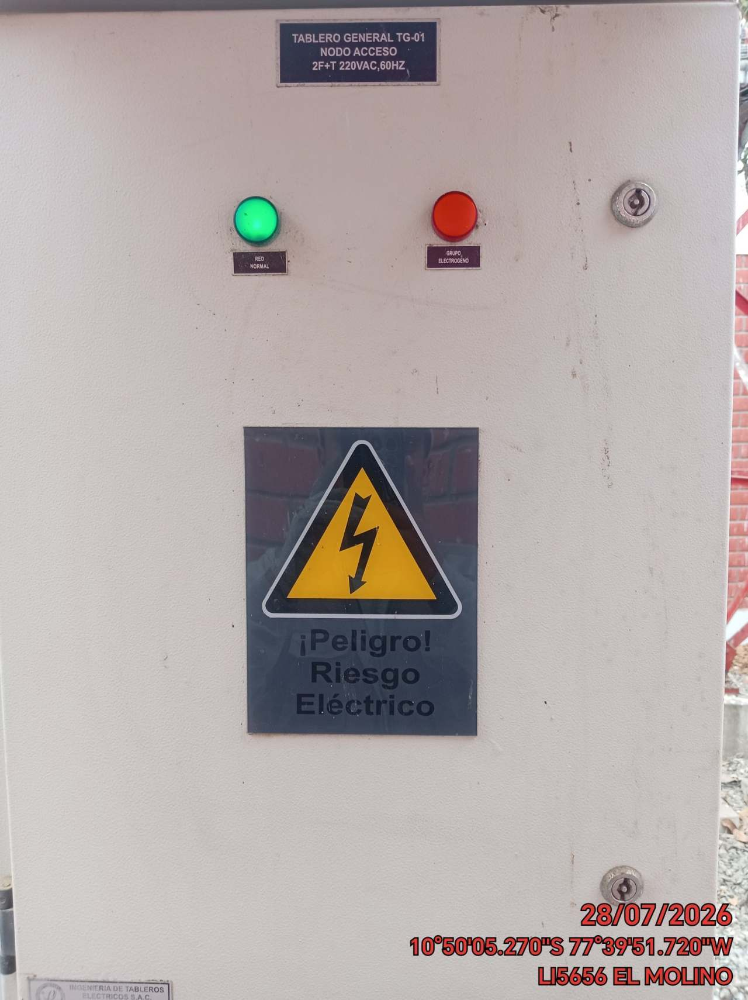 TABLERO GENERAL TG-01
NODO ACCESO
2F+T 220VAC,60HZ
RED
NORMAL
GRUPO
ELECTROGENO
¡Peligro!
Riesgo
Eléctrico
28/07/2026
10°50'05.270"S 77°39'51.720"W
LI5656 EL MOLINO
INGENIERIA DE TABLEROS
ELECTRICOS S.A.C.